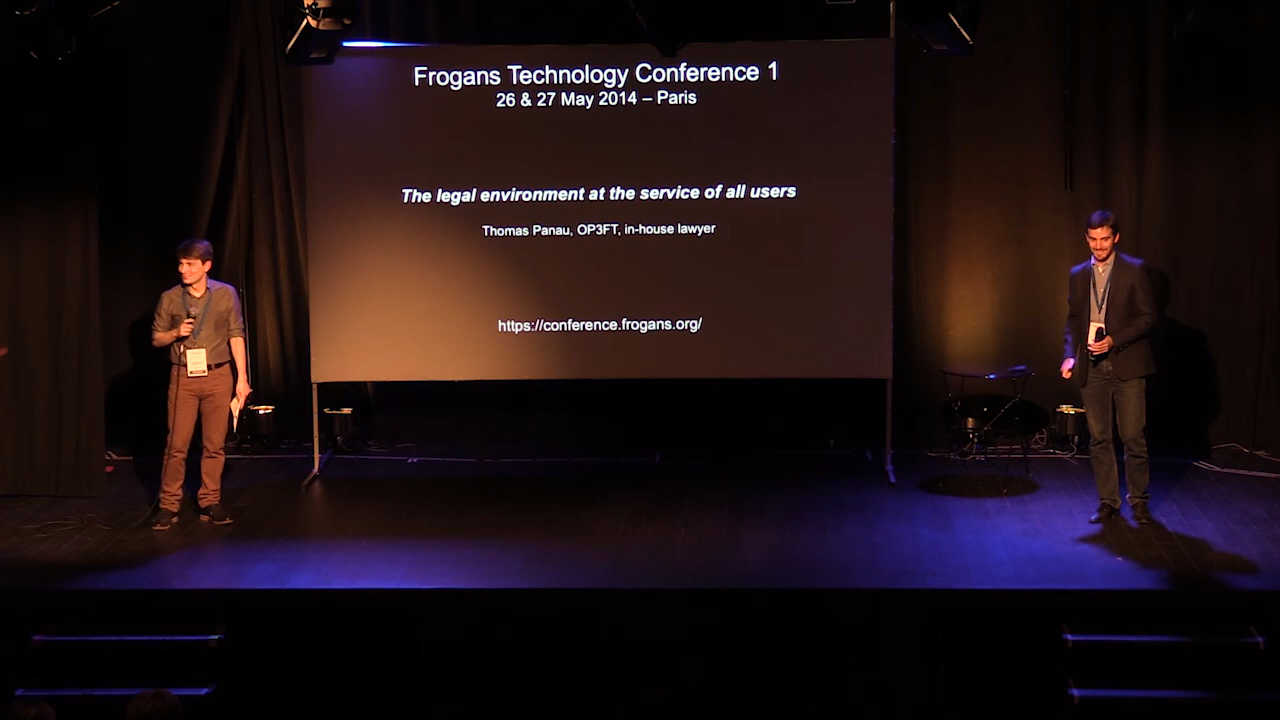 Frogans Technology Conference 1
26 & 27 May 2014 – Paris
The legal environment at the service of all users
Thomas Panau, OP3FT, in-house lawyer
https://conference.frogans.org/